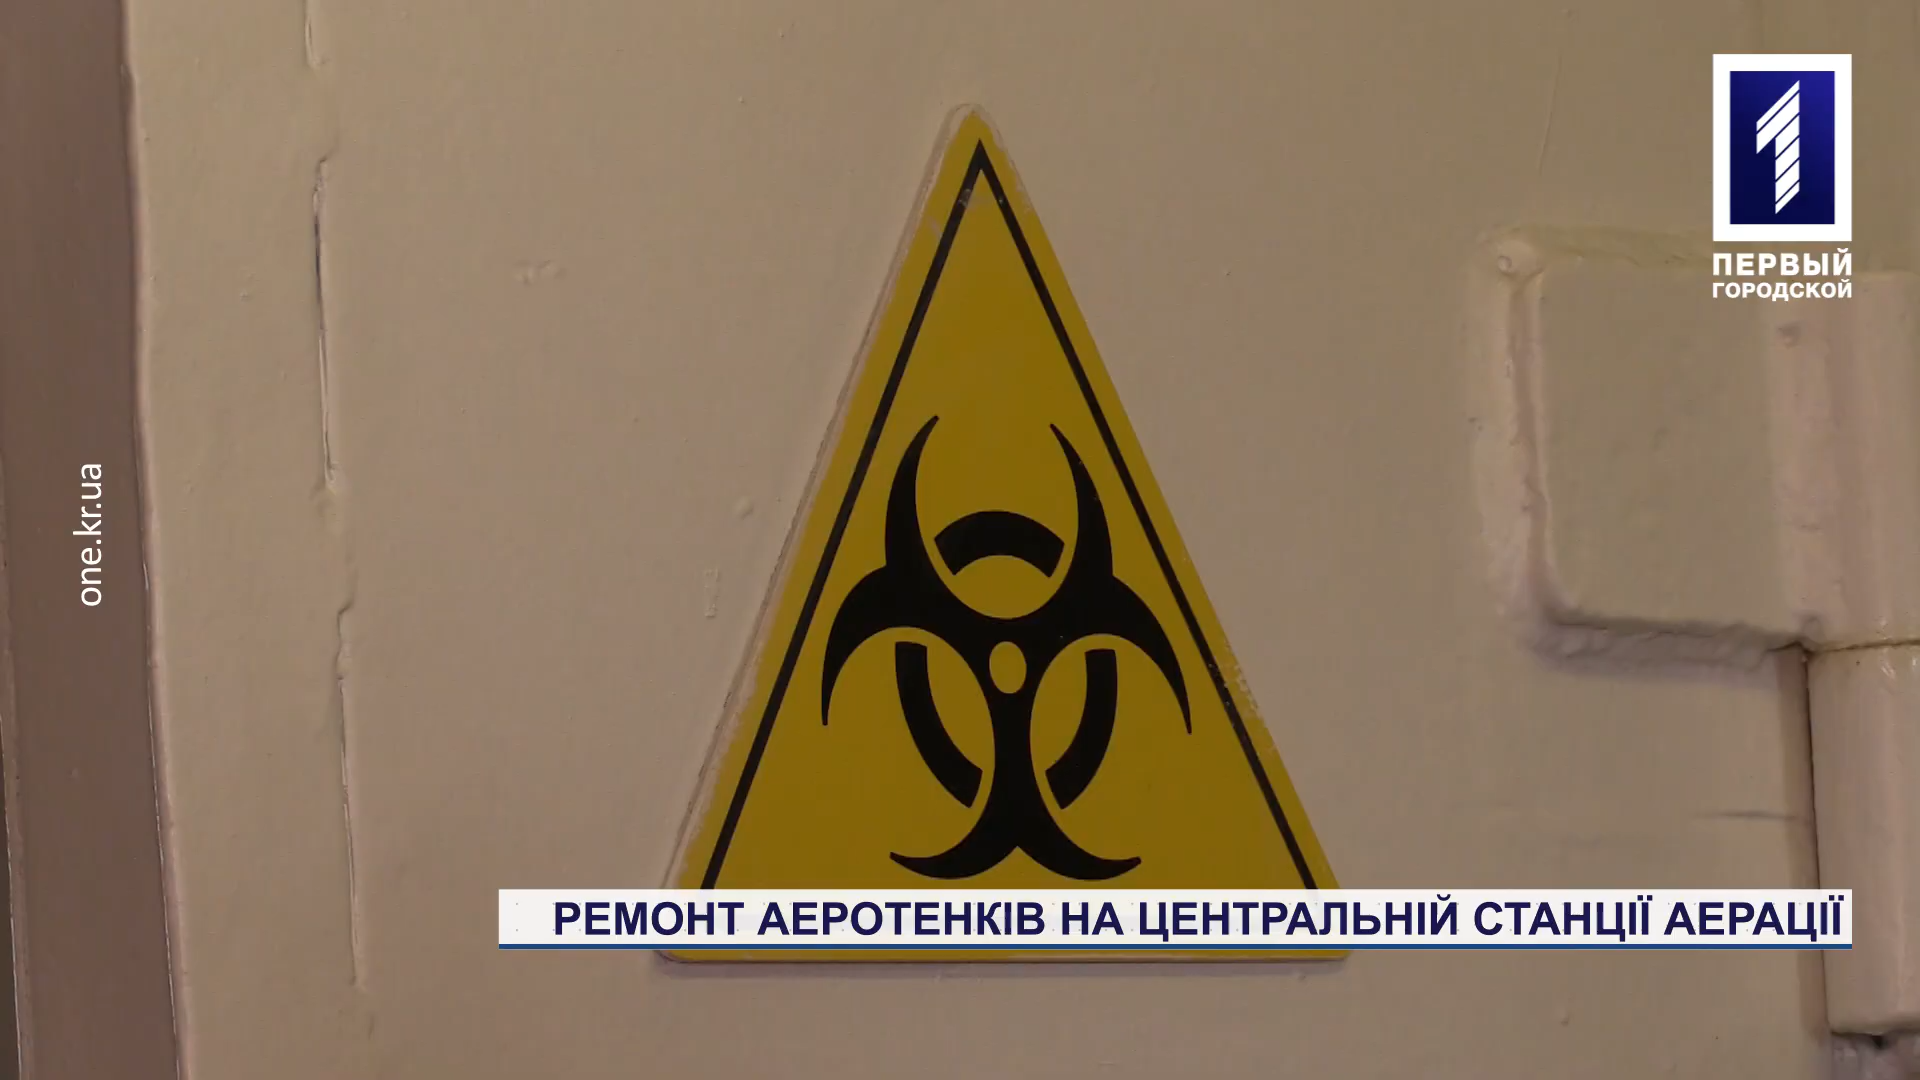 ПЕРВЫЙ
ГОРОДСКОЙ
one.kr.ua
РЕМОНТ АЕРОТЕНКІВ НА ЦЕНТРАЛЬНІЙ СТАНЦІЇ АЕРАЦІЇ